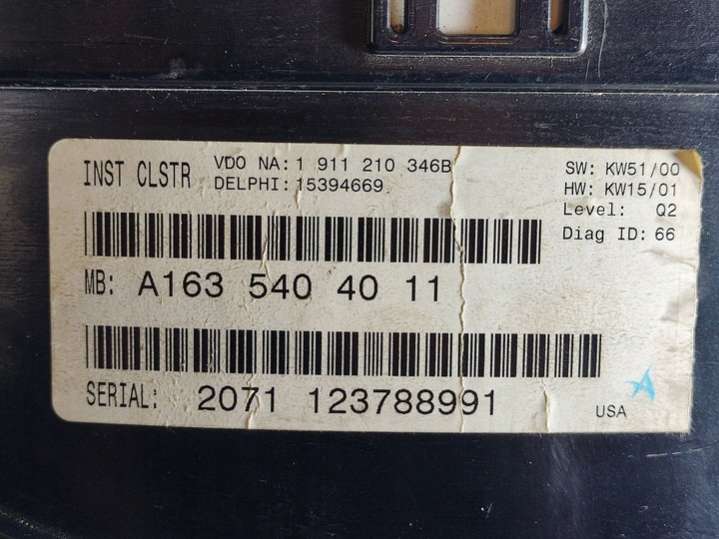 INST CLSTR
VDO NA: 1 911 210 346B
DELPHI: 15394669
SW: KW51/00
HW: KW15/01
Level: Q2
Diag ID: 66
MB: A163 540 40 11
SERIAL: 2071 123788991
USA
A